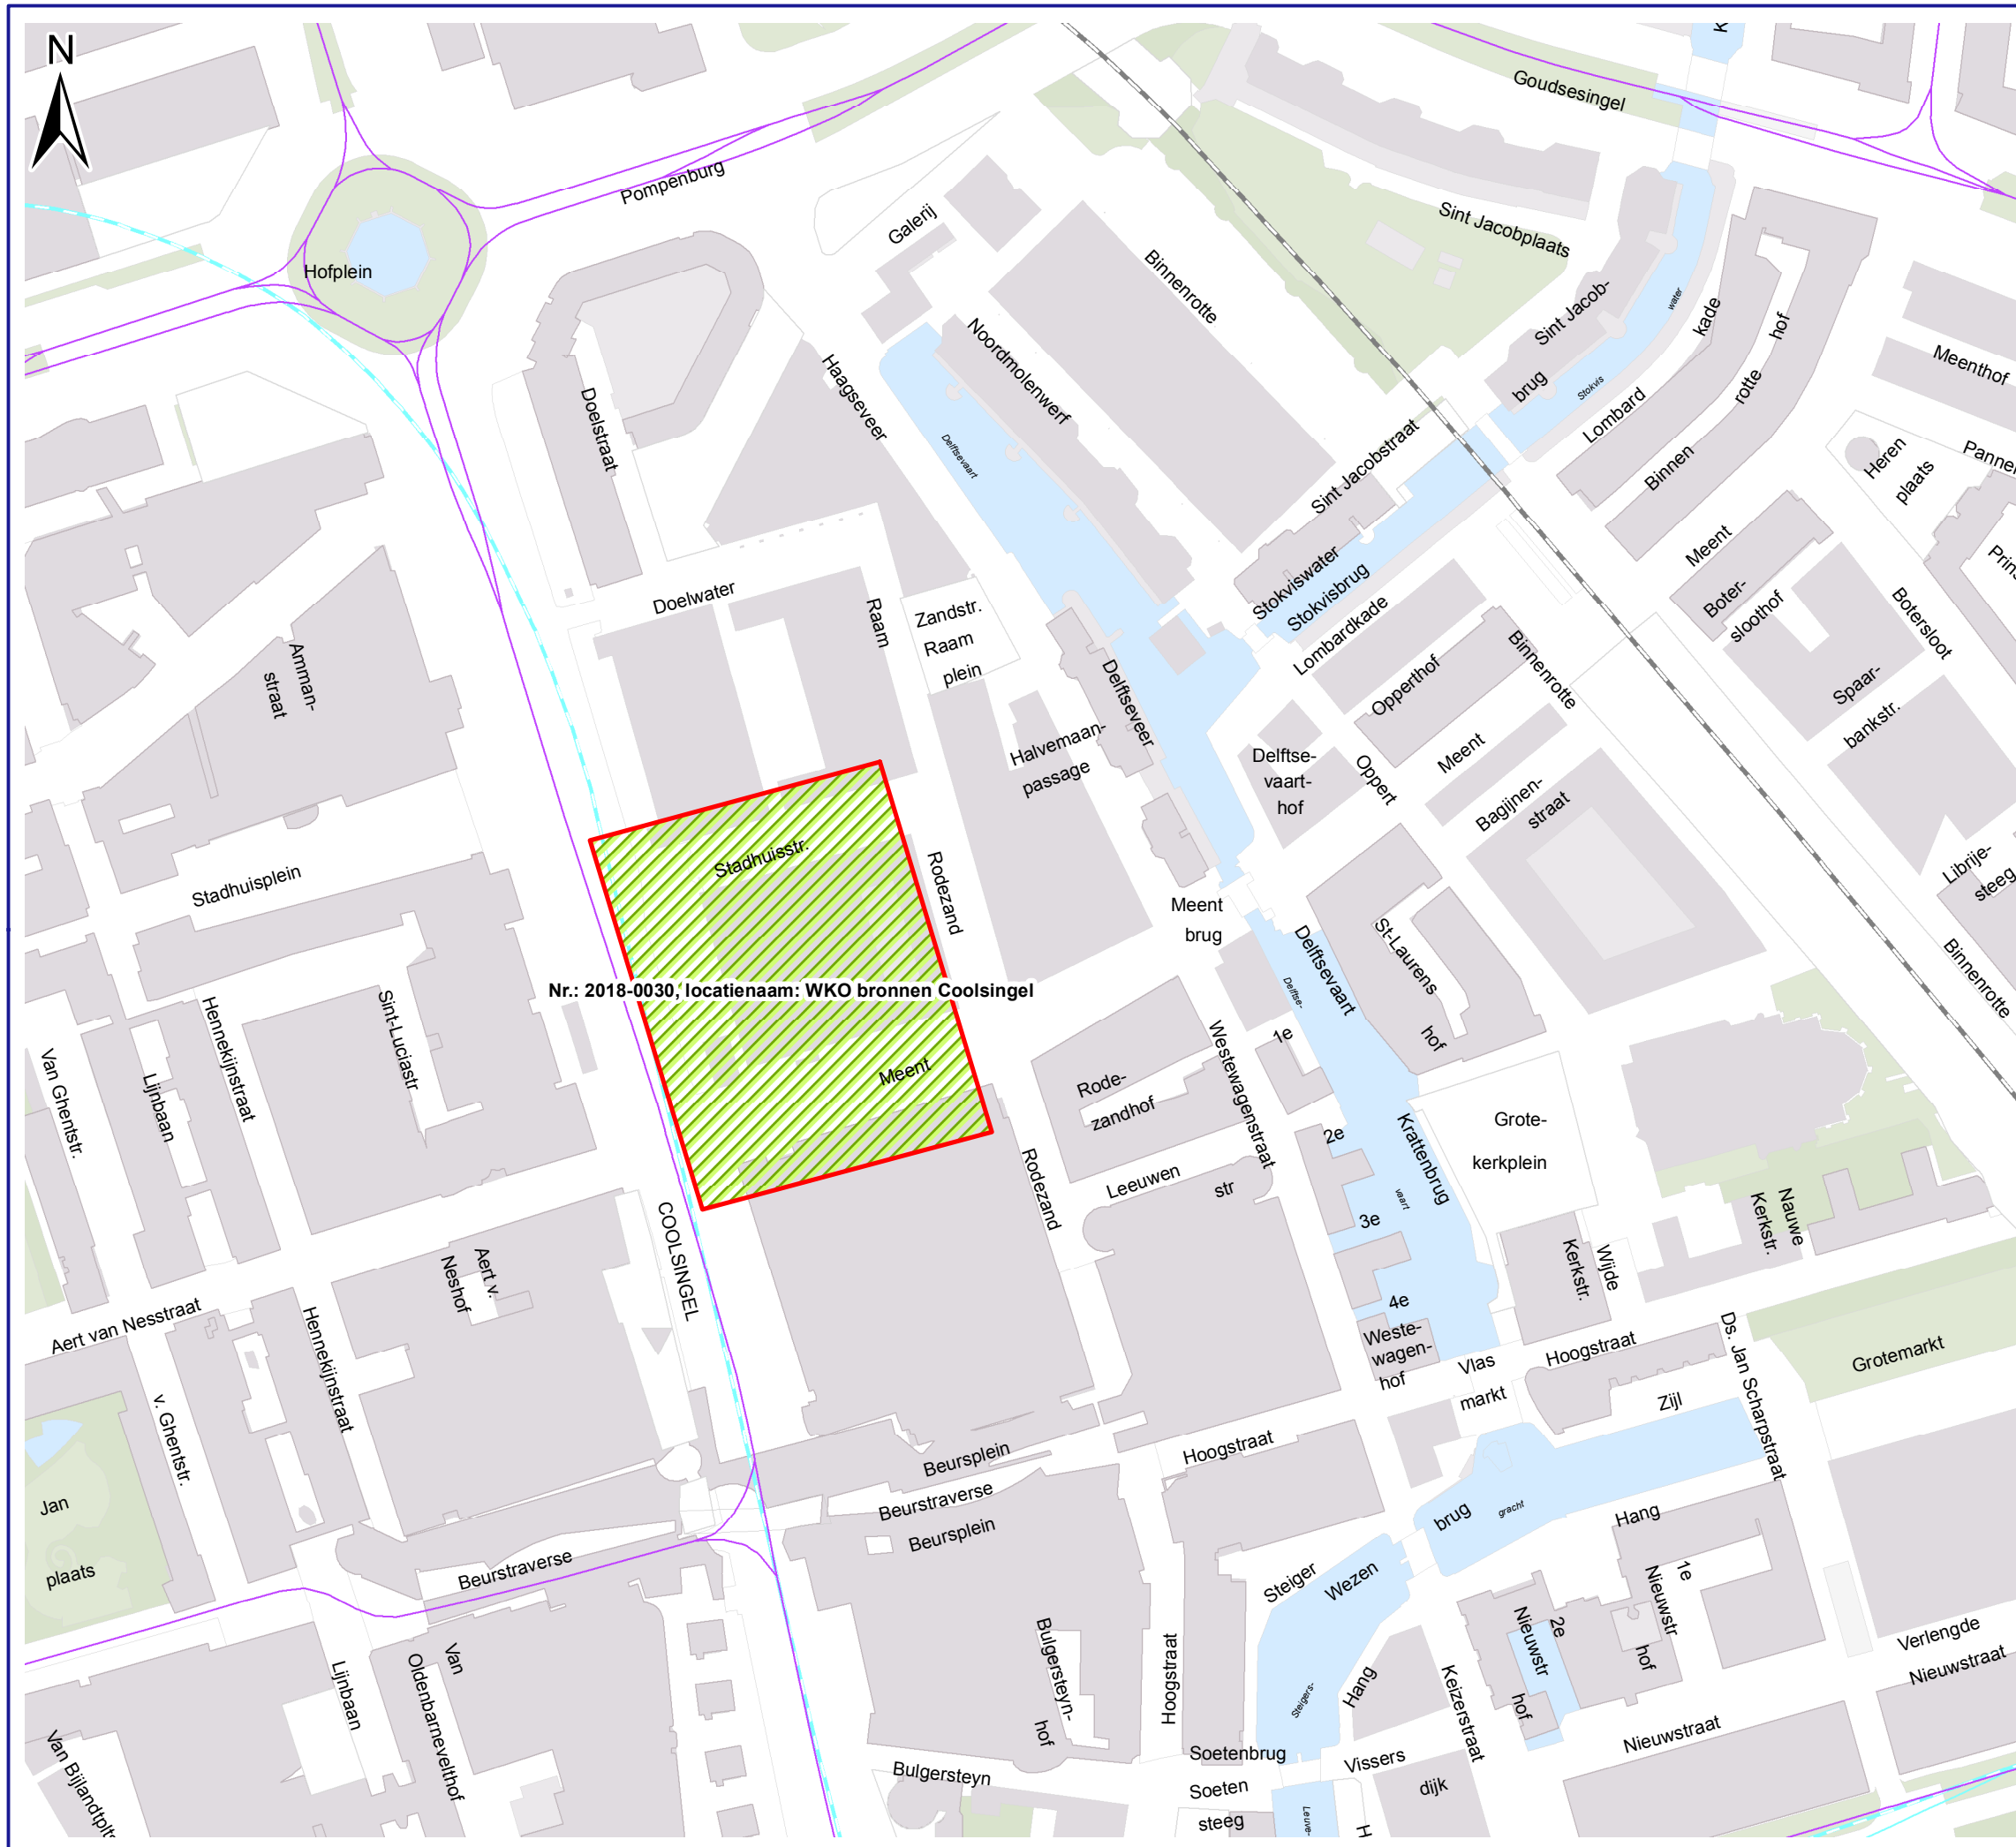 N
K
Goudsesingel
Pompenburg
Galerij
Sint Jacobplaats
Hofplein
Binnenrotte
Sint Jacob-
brug
water
Stokvis
kade
Lombard
hof
rotte
Binnen
Meenthof
Noordmolenwerf
Haagseveer
Doelstraat
Delftsevaart
Sint Jacobstraat
Heren
plaats
Meent
Boter-
sloothof
Botersloot
Spaar-
bankstr.
Stokviswater
Stokvisbrug
Lombardkade
Doelwater
Raam
Zandstr.
Raam
plein
Amman-
straat
Delftseveer
Halvemaan-
passage
Opperthof
Binnenrotte
Meent
Delftse-
vaart-
hof
Oppert
Bagijnen-
straat
Librije-
steeg
Stadhuisstr.
Stadhuisplein
Rodezand
Meent
brug
Delftsevaart
Delftse-
St-Laurens
hof
Binnenrotte
Nr.: 2018-0030, locatienaam: WKO bronnen Coolsingel
Hennekijnstraat
Sint-Luciastr
Van Ghentstr.
Lijnbaan
Meent
Rode-
zandhof
Westewagenstraat
1e
2e
3e
4e
Krattenbrug
vaart
Grote-
kerkplein
Rodezand
Leeuwen
str
COOLSINGEL
Aert v.
Neshof
Aert van Nesstraat
Hennekijnstraat
v. Ghentstr.
Weste-
wagen-
hof
Vlas
markt
Hoogstraat
Wijde
Kerkstr.
Nauwe
Kerkstr.
Ds. Jan Scharpstraat
Grotemarkt
Zijl
Hoogstraat
Beursplein
Beurstraverse
Beursplein
Beurstraverse
Jan
plaats
brug
gracht
Hang
Steiger
Wezen
1e
Nieuwstr
hof
2e
Nieuwstr
hof
Verlengde
Nieuwstraat
Nieuwstraat
Van
Oldenbarnevelthof
Lijnbaan
Bulgersteyn-
hof
Hoogstraat
Steigers-
Hang
Keizerstraat
Soetenbrug
Soeten
steeg
Vissers
dijk
Bulgersteyn
Leuve-
H